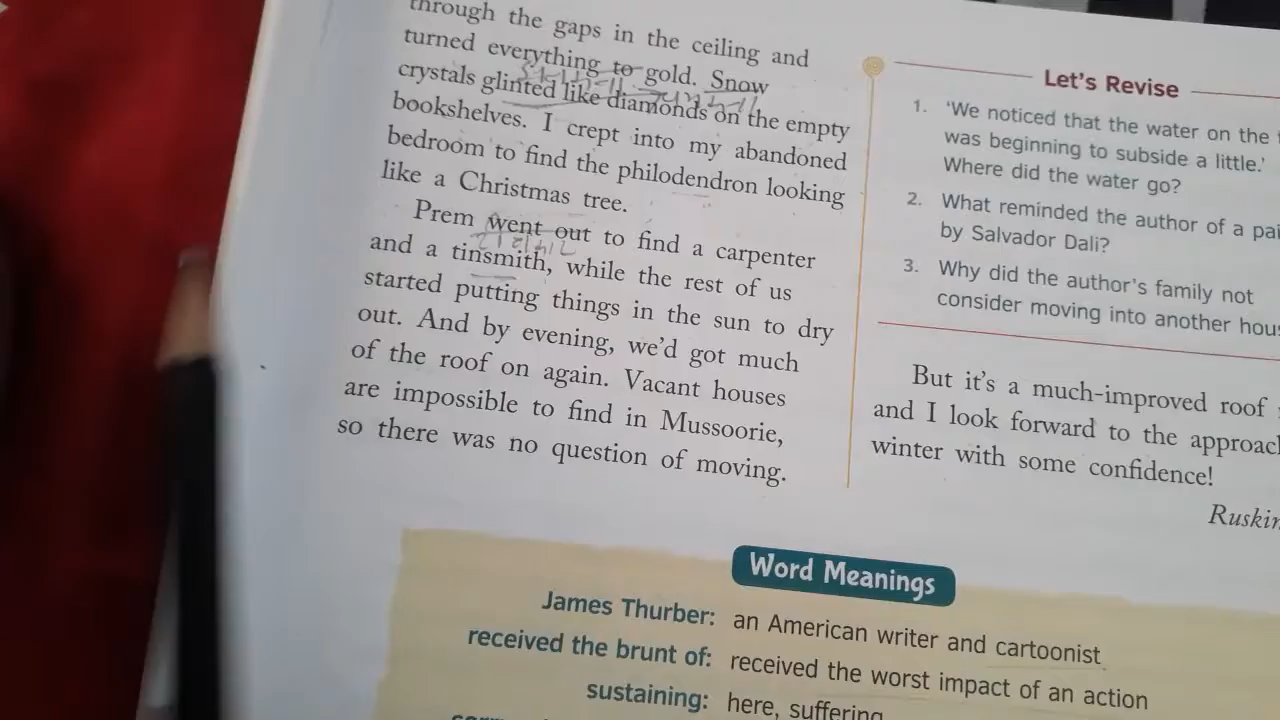 through the gaps in the ceiling and
turned everything to gold. Snow
crystals glinted like diamonds on the empty
bookshelves. I crept into my abandoned
bedroom to find the philodendron looking
like a Christmas tree.
Prem went out to find a carpenter
and a tinsmith, while the rest of us
started putting things in the sun to dry
out. And by evening, we'd got much
of the roof on again. Vacant houses
are impossible to find in Mussoorie,
so there was no question of moving.
Let's Revise
1. 'We noticed that the water on the
was beginning to subside a little.'
Where did the water go?
2. What reminded the author of a pai
by Salvador Dali?
3. Why did the author's family not
consider moving into another hous
But it's a much-improved roof
and I look forward to the approac
winter with some confidence!
Ruskin
Word Meanings
James Thurber: an American writer and cartoonist
received the brunt of: received the worst impact of an action
sustaining: here, suffering